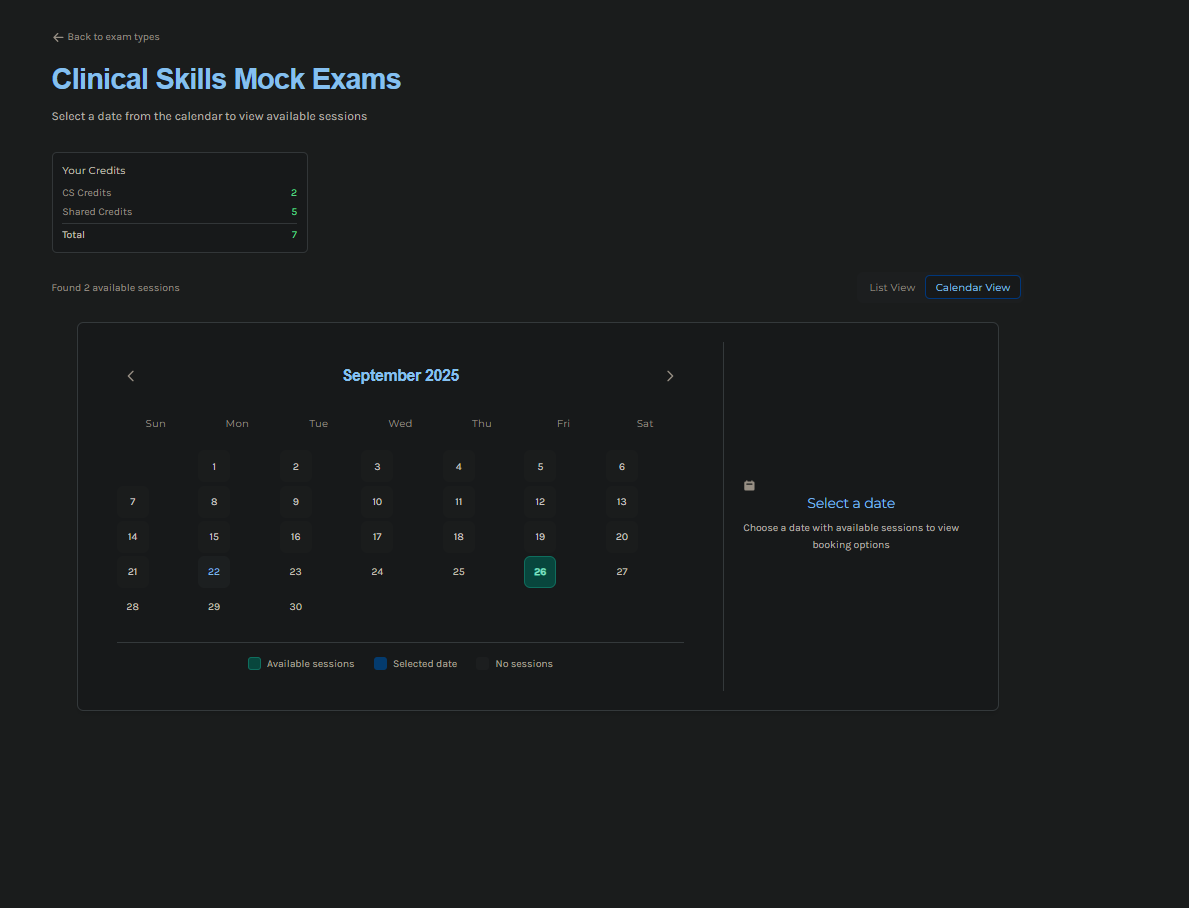 Back to exam types
Clinical Skills Mock Exams
Select a date from the calendar to view available sessions
Your Credits
CS Credits 2
Shared Credits 5
Total 7
Found 2 available sessions
List View Calendar View
September 2025
Sun Mon Tue Wed Thu Fri Sat
1 2 3 4 5 6
7 8 9 10 11 12 13
14 15 16 17 18 19 20
21 22 23 24 25 26 27
28 29 30
Available sessions Selected date No sessions
Select a date
Choose a date with available sessions to view
booking options